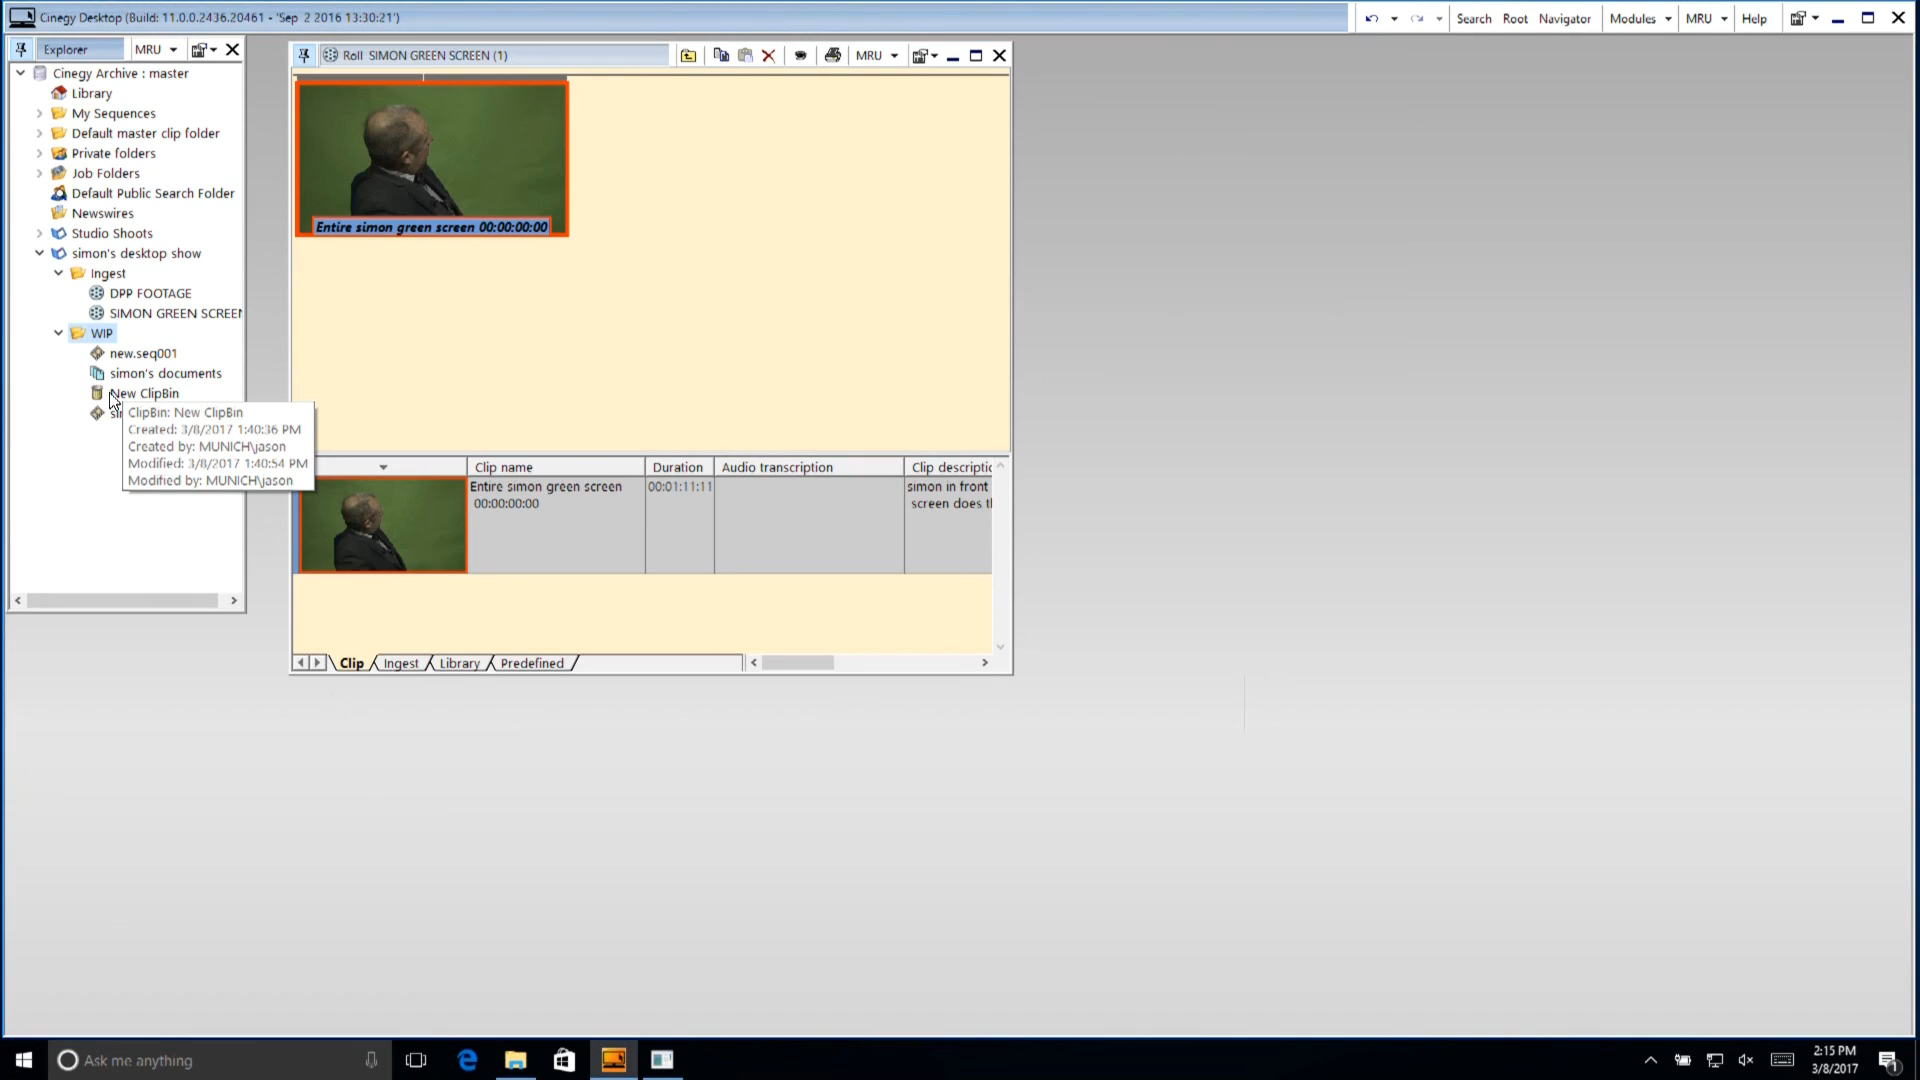 Cinegy Desktop (Build: 11.0.0.2436.20461 - 'Sep 2 2016 13:30:21')
Search Root Navigator Modules MRU Help
Explorer MRU
Roll SIMON GREEN SCREEN (1)
MRU
Cinegy Archive : master
Library
My Sequences
Default master clip folder
Private folders
Job Folders
Default Public Search Folder
Newswires
Studio Shoots
simon's desktop show
Ingest
DPP FOOTAGE
SIMON GREEN SCREEN
WIP
new.seq001
simon's documents
New ClipBin
ClipBin: New ClipBin
Created: 3/8/2017 1:40:36 PM
Created by: MUNICH\jason
Modified: 3/8/2017 1:40:54 PM
Modified by: MUNICH\jason
Entire simon green screen 00:00:00:00
Clip name Duration Audio transcription Clip descriptic
Entire simon green screen 00:01:11:11 simon in front
00:00:00:00 screen does tl
Clip Ingest Library Predefined
Ask me anything
2:15 PM
3/8/2017
1